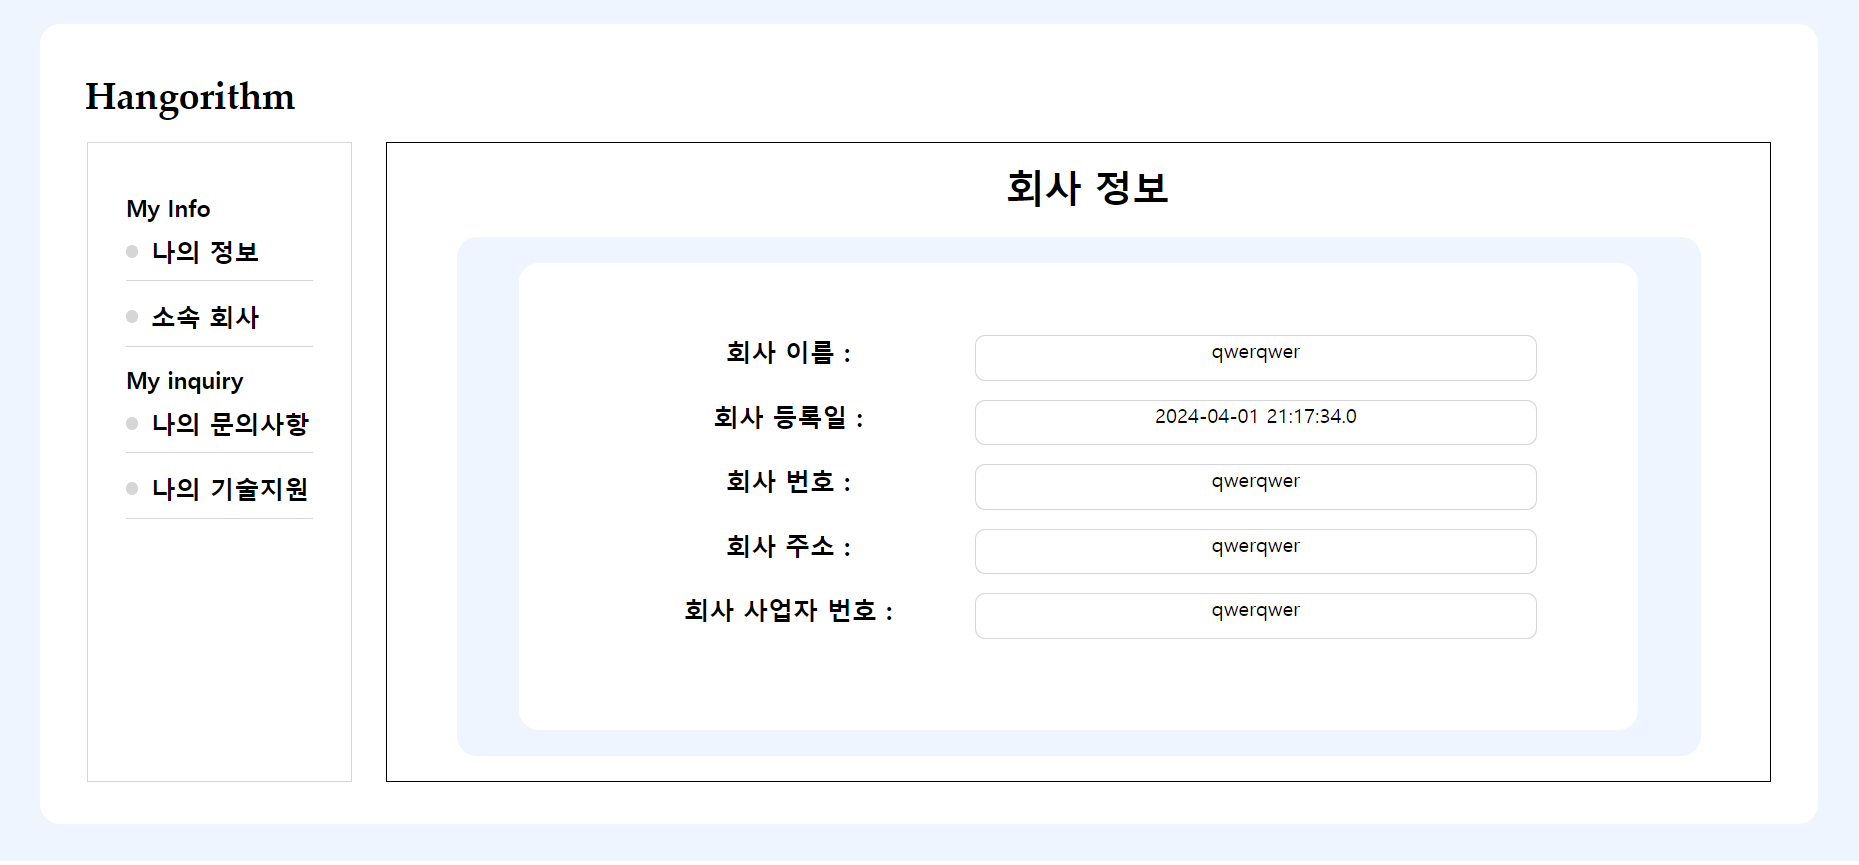 Hangorithm
My Info
나의 정보
소속 회사
My inquiry
나의 문의사항
나의 기술지원
회사 정보
회사 이름 : qwerqwer
회사 등록일 : 2024-04-01 21:17:34.0
회사 번호 : qwerqwer
회사 주소 : qwerqwer
회사 사업자 번호 : qwerqwer